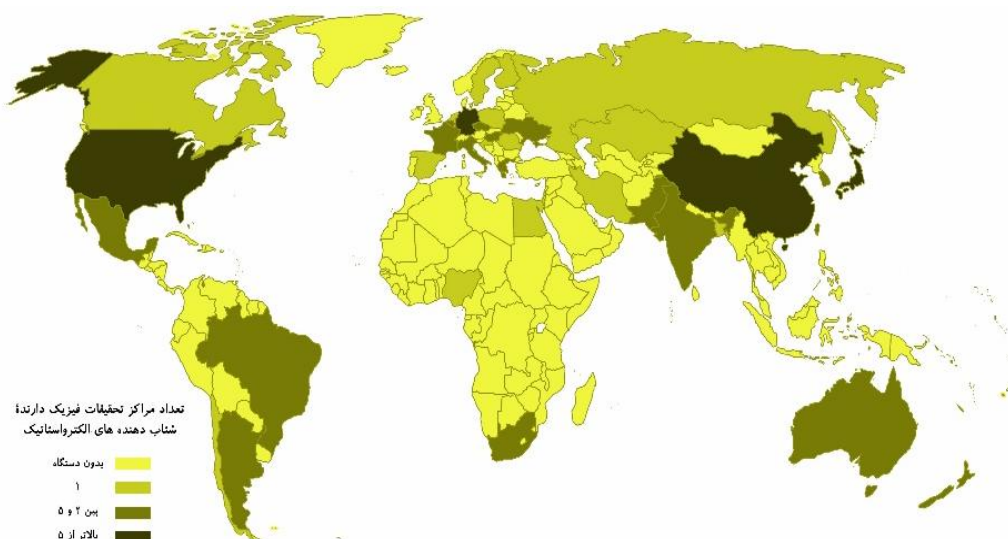 تعداد مراکز تحقیقات فیزیک دارندهٔ
شتاب دهنده های الکترواستاتیک
بدون دستگاه
۱
بین ۲ و ۵
بالاتر از ۵